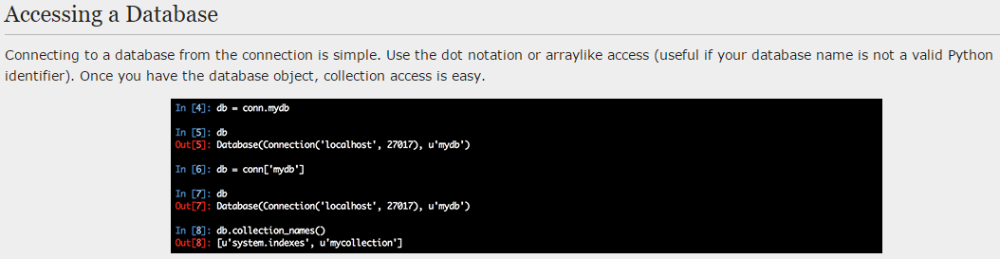 Accessing a Database
Connecting to a database from the connection is simple. Use the dot notation or arraylike access (useful if your database name is not a valid Python
identifier). Once you have the database object, collection access is easy.
In [4]: db = conn.mydb
In [5]: db
Out[5]: Database(Connection('localhost', 27017), u'mydb')
In [6]: db = conn['mydb']
In [7]: db
Out[7]: Database(Connection('localhost', 27017), u'mydb')
In [8]: db.collection_names()
Out[8]: [u'system.indexes', u'mycollection']